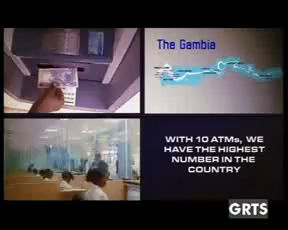 The Gambia
WITH 10 ATMs, WE
HAVE THE HIGHEST
NUMBER IN THE
COUNTRY
GRTS